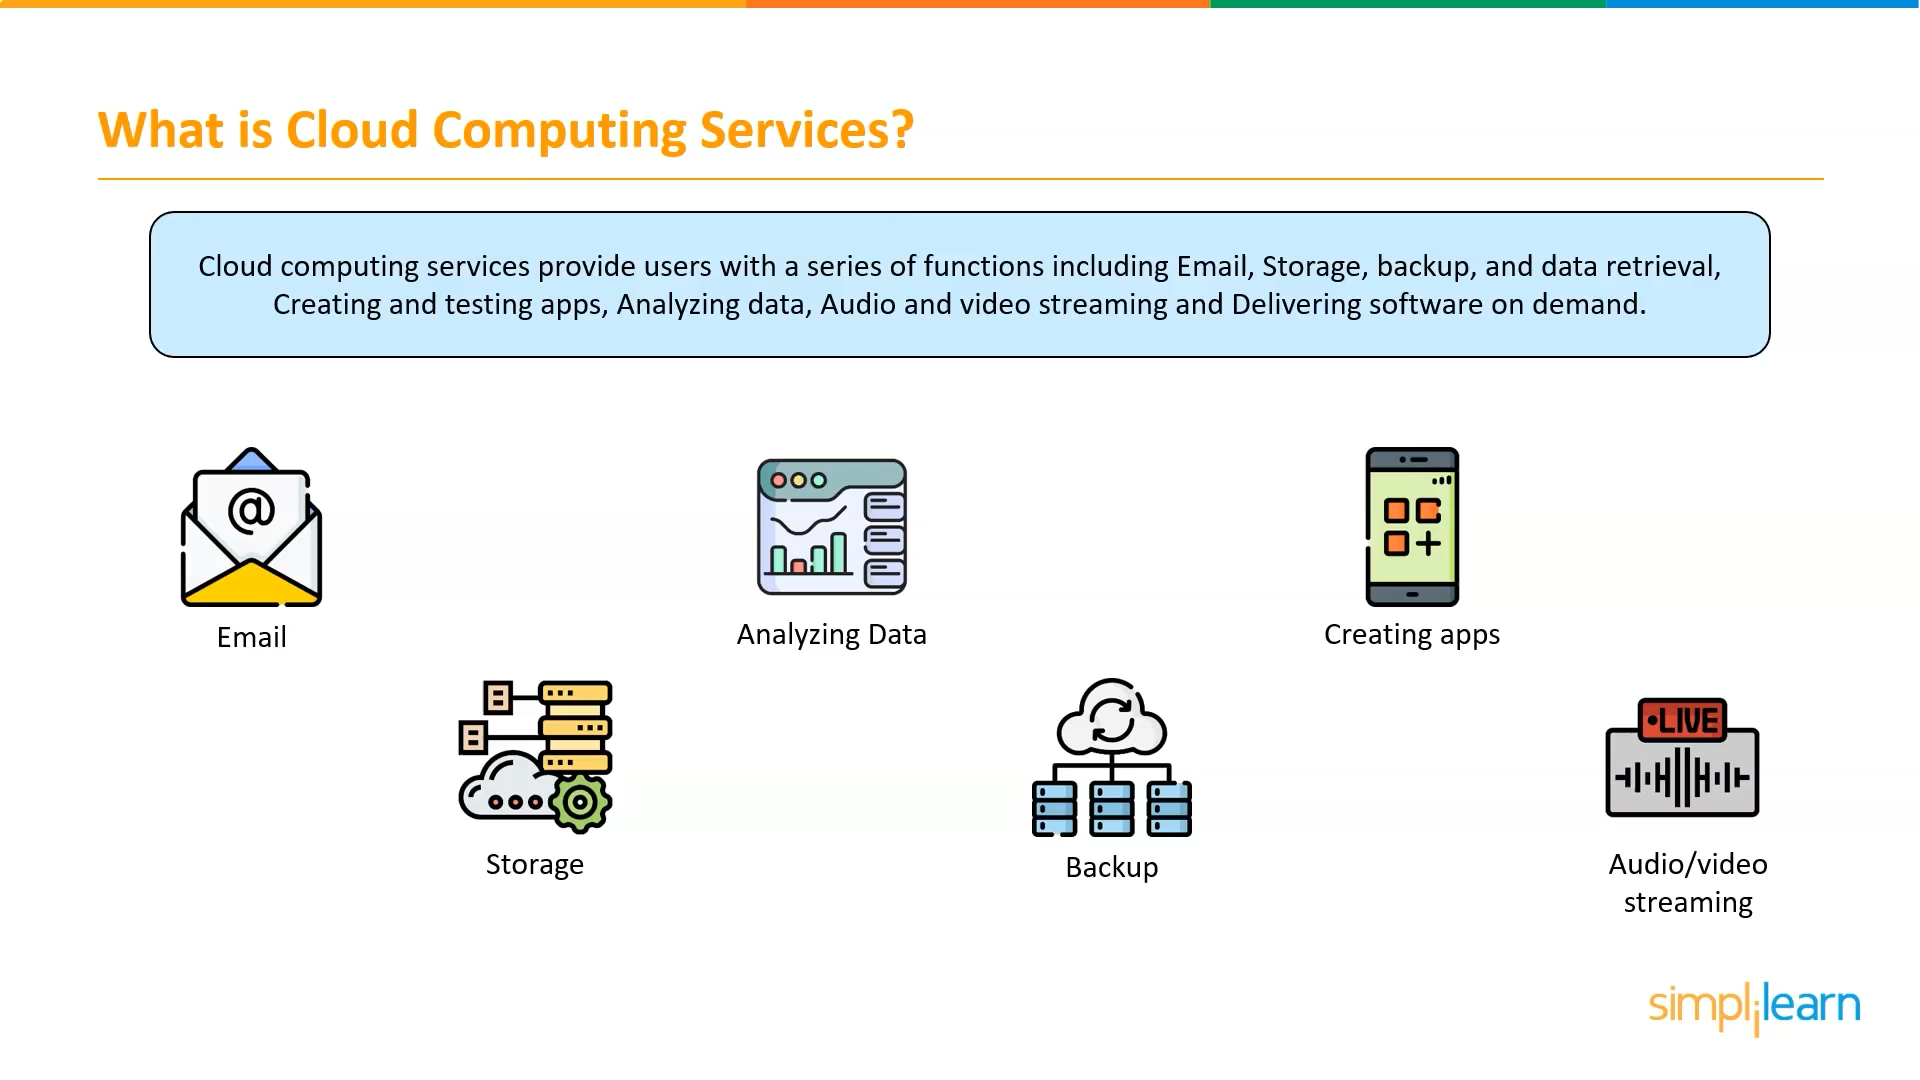 What is Cloud Computing Services?
Cloud computing services provide users with a series of functions including Email, Storage, backup, and data retrieval,
Creating and testing apps, Analyzing data, Audio and video streaming and Delivering software on demand.
@
Email
Analyzing Data
Creating apps
Storage
Backup
LIVE
Audio/video
streaming
simplilearn